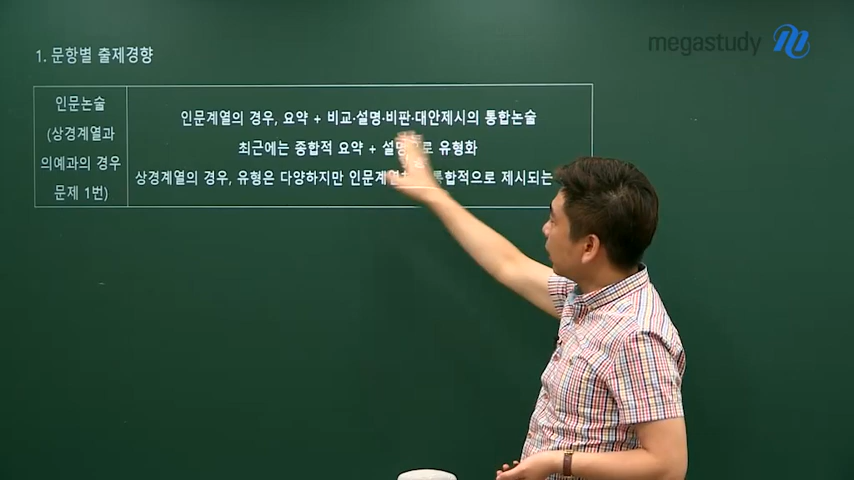 megastudy
1. 문항별 출제경향
인문논술
(상경계열과
의예과의 경우
문제 1번)
인문계열의 경우, 요약 + 비교·설명·비판·대안제시의 통합논술
최근에는 종합적 요약 + 설명으로 유형화
상경계열의 경우, 유형은 다양하지만 통합적으로 제시되는